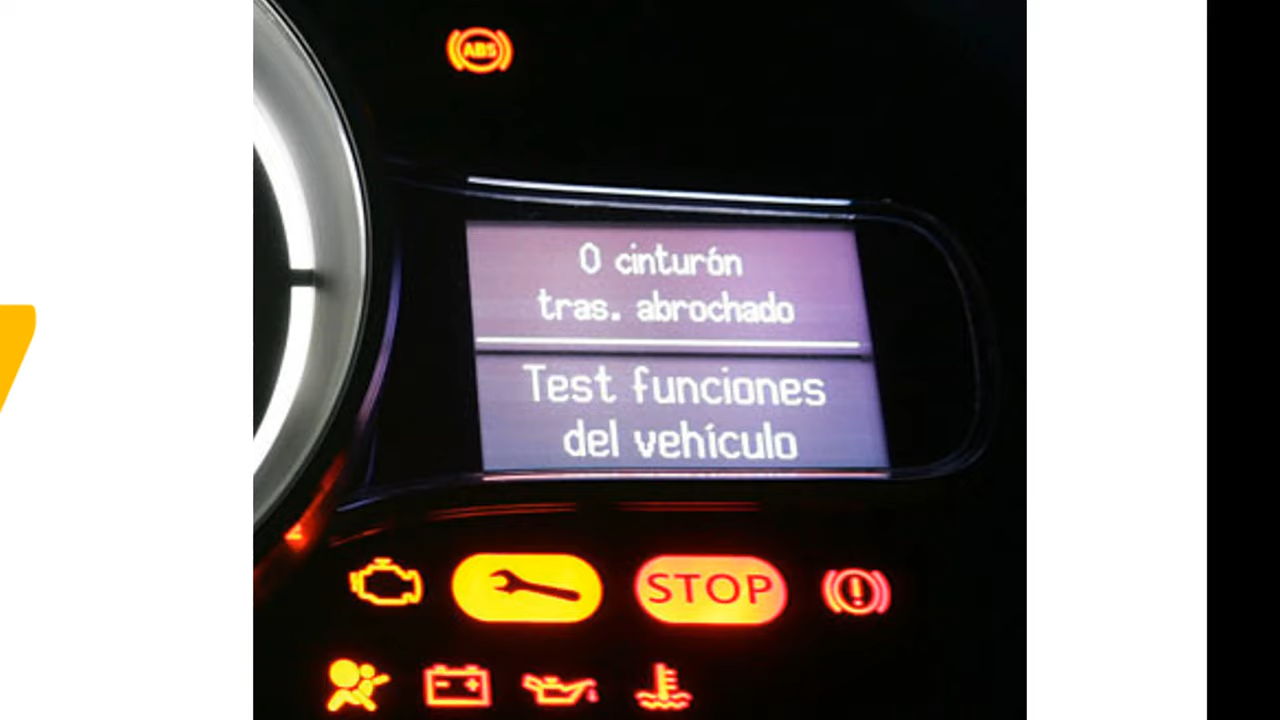 ABS
0 cinturón
tras. abrochado
Test funciones
del vehículo
STOP